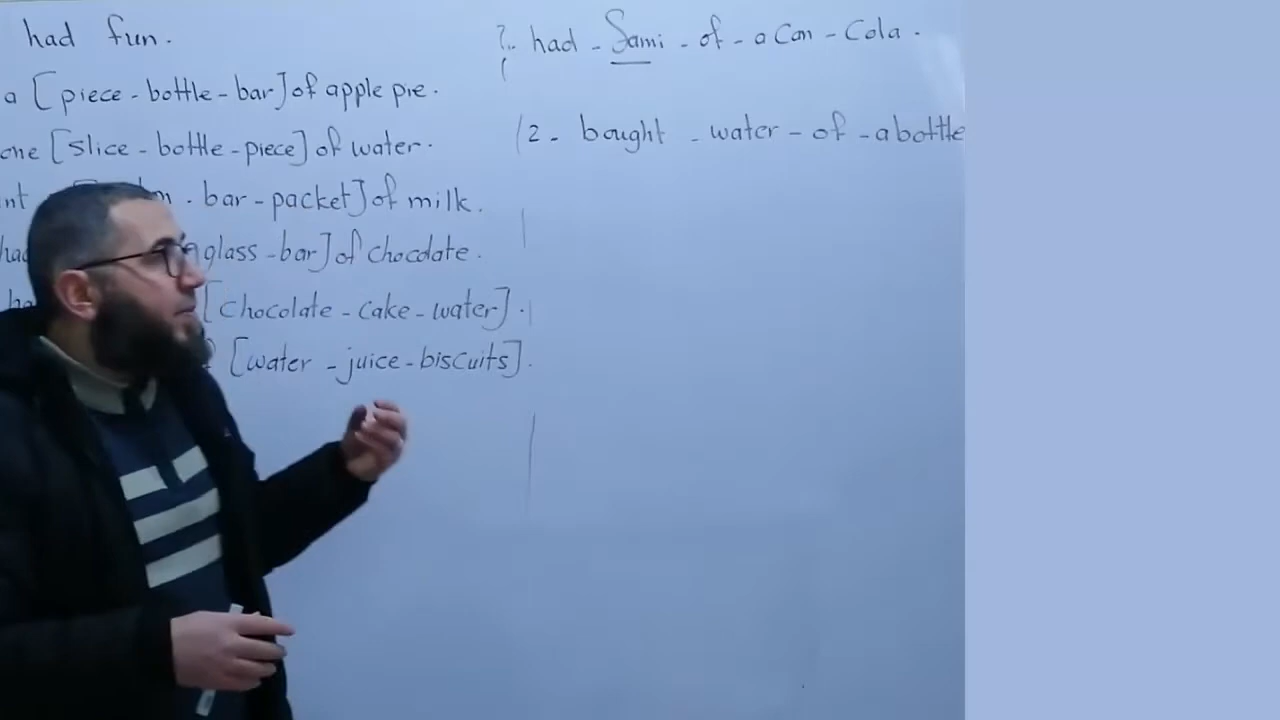 had fun.
a [piece - bottle - bar] of apple pie.
one [slice - bottle - piece] of water.
bar - packet] of milk.
glass - bar] of chocolate.
[chocolate - cake - water].
[water - juice - biscuits].
had - Sami - of - a can - Cola.
2 - bought - water - of - a bottle